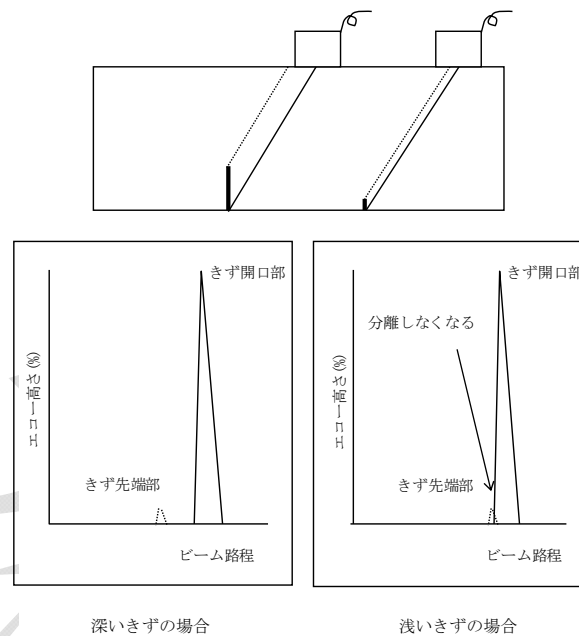 きず開口部
エコー高さ(%)
きず先端部
ビーム路程
深いきずの場合
きず開口部
分離しなくなる
エコー高さ(%)
きず先端部
ビーム路程
浅いきずの場合